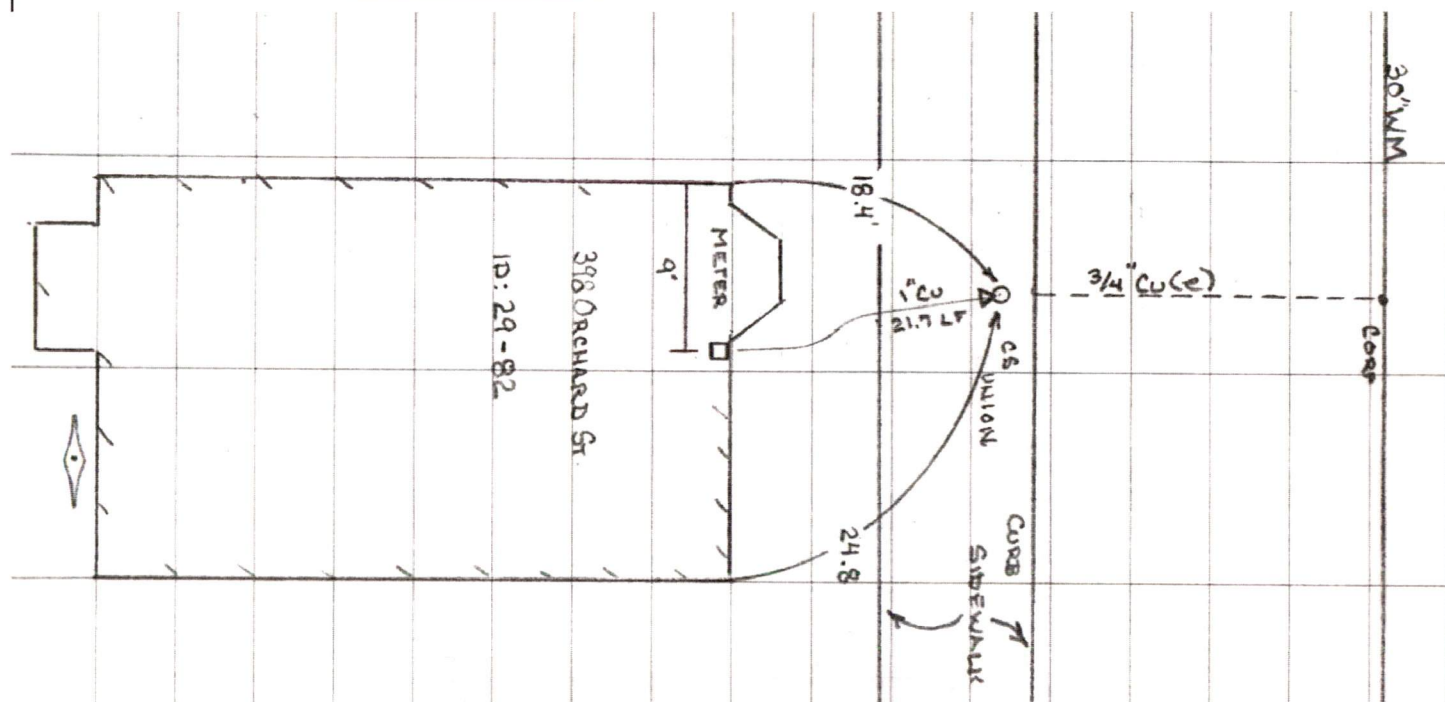 30" WM
CORP
3/4" CU(e)
18.4'
1" CU
21.7 LF
CS
UNION
CURB
SIDEWALK
24.8
METER
9'
398 ORCHARD ST.
ID: 29-82